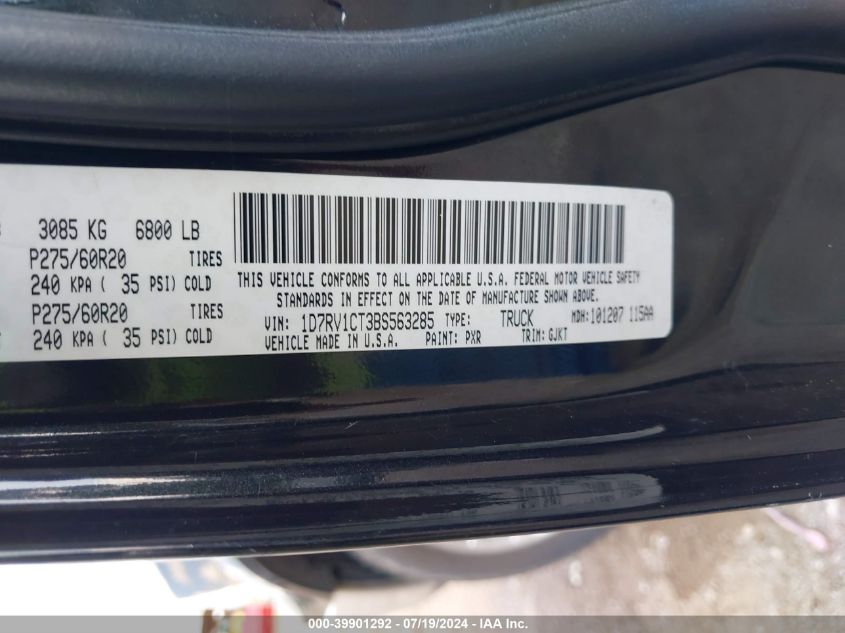 3085 KG 6800 LB
P275/60R20 TIRES
240 KPA ( 35 PSI) COLD
P275/60R20 TIRES
240 KPA ( 35 PSI) COLD
THIS VEHICLE CONFORMS TO ALL APPLICABLE U.S.A. FEDERAL MOTOR VEHICLE SAFETY
STANDARDS IN EFFECT ON THE DATE OF MANUFACTURE SHOWN ABOVE.
VIN: 1D7RV1CT3BS563285 TYPE: TRUCK MDH: 101207 115AA
VEHICLE MADE IN U.S.A. PAINT: PXR TRIM: GJKT
000-39901292 - 07/19/2024 - IAA Inc.